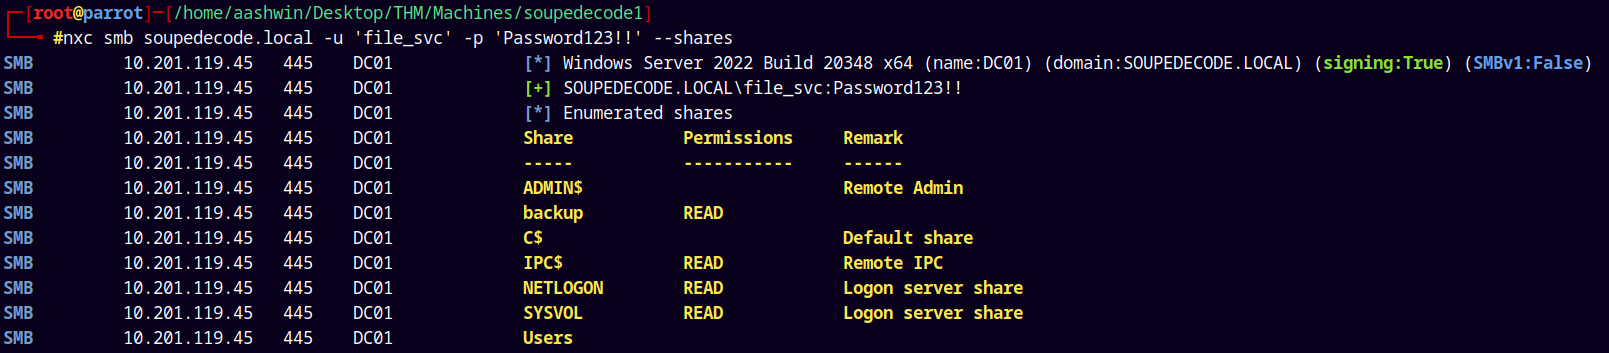 ┌─[root@parrot]─[/home/aashwin/Desktop/THM/Machines/soupedecode1]
└──╼ #nxc smb soupedecode.local -u 'file_svc' -p 'Password123!!' --shares
SMB         10.201.119.45   445    DC01             [*] Windows Server 2022 Build 20348 x64 (name:DC01) (domain:SOUPEDECODE.LOCAL) (signing:True) (SMBv1:False)
SMB         10.201.119.45   445    DC01             [+] SOUPEDECODE.LOCAL\file_svc:Password123!!
SMB         10.201.119.45   445    DC01             [*] Enumerated shares
SMB         10.201.119.45   445    DC01             Share           Permissions     Remark
SMB         10.201.119.45   445    DC01             -----           -----------     ------
SMB         10.201.119.45   445    DC01             ADMIN$                          Remote Admin
SMB         10.201.119.45   445    DC01             backup          READ
SMB         10.201.119.45   445    DC01             C$                              Default share
SMB         10.201.119.45   445    DC01             IPC$            READ            Remote IPC
SMB         10.201.119.45   445    DC01             NETLOGON        READ            Logon server share
SMB         10.201.119.45   445    DC01             SYSVOL          READ            Logon server share
SMB         10.201.119.45   445    DC01             Users